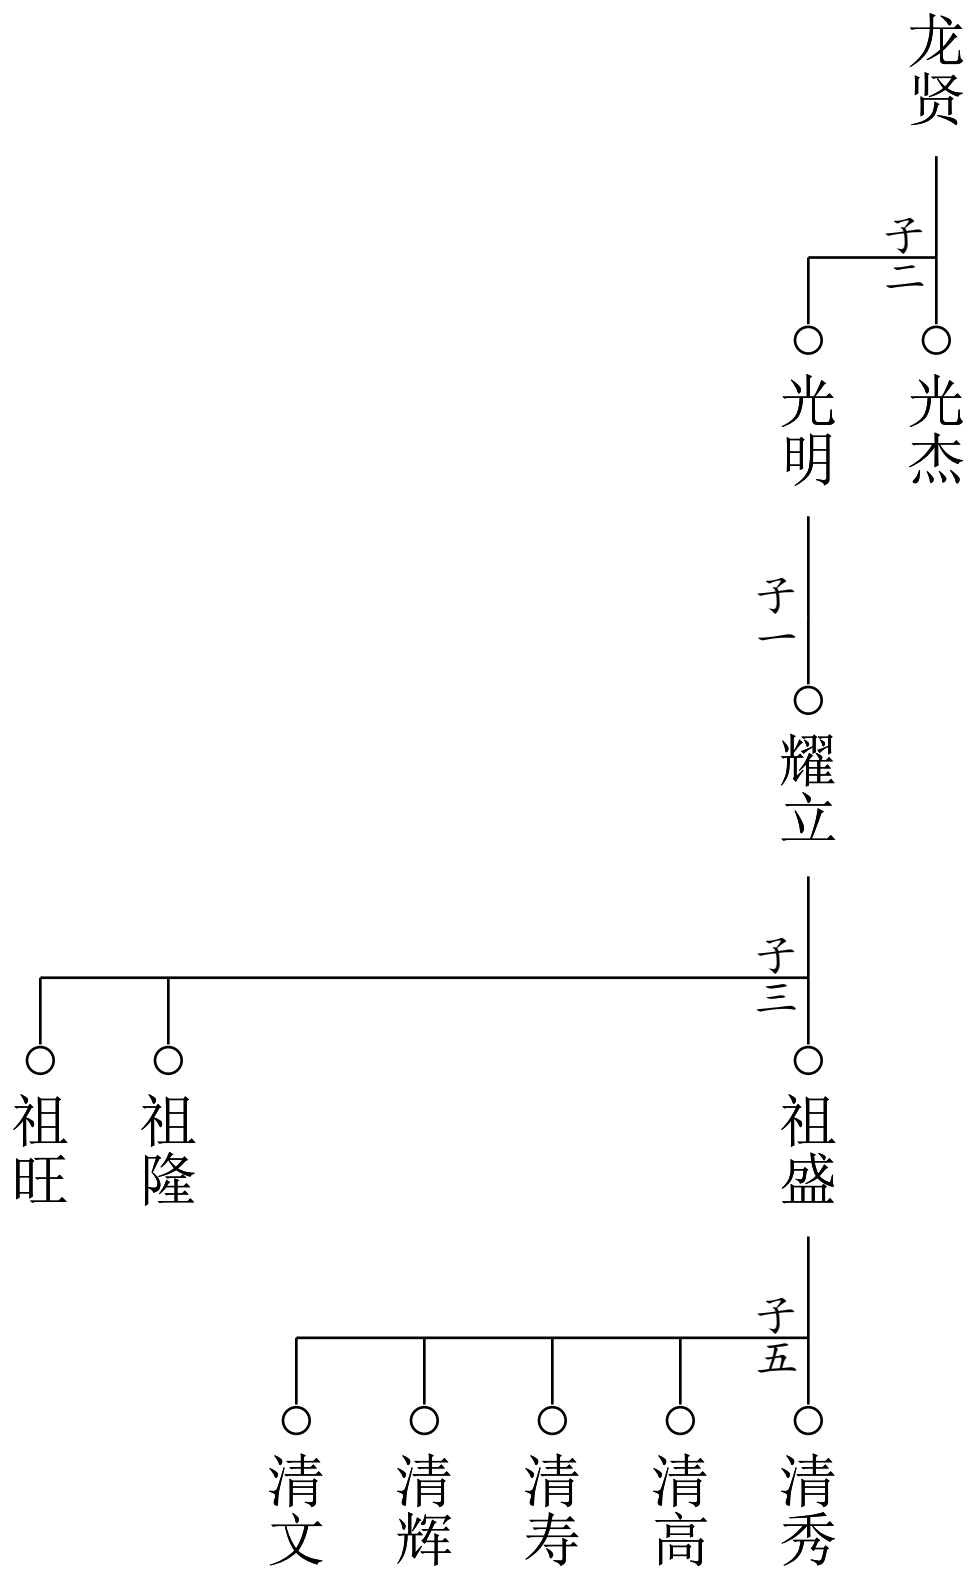 龙贤
子二
光杰
光明
子一
耀立
子三
祖盛
祖隆
祖旺
子五
清秀
清高
清寿
清辉
清文